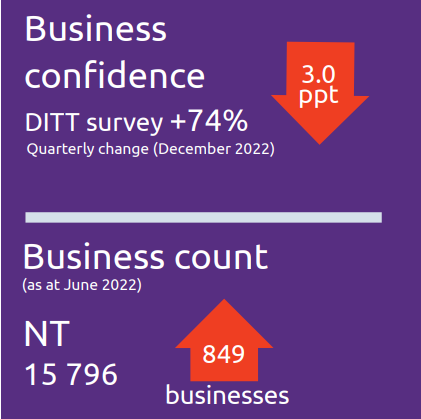 Business
confidence
DITT survey +74%
Quarterly change (December 2022)
3.0
ppt
Business count
(as at June 2022)
NT
15 796
849
businesses